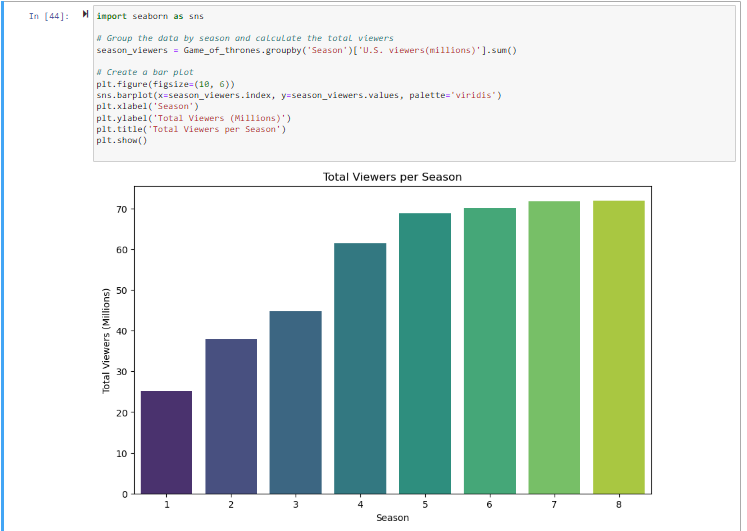 In [44]:
import seaborn as sns
# Group the data by season and calculate the total viewers
season_viewers = Game_of_thrones.groupby('Season')['U.S. viewers(millions)'].sum()
# Create a bar plot
plt.figure(figsize=(10, 6))
sns.barplot(x=season_viewers.index, y=season_viewers.values, palette='viridis')
plt.xlabel('Season')
plt.ylabel('Total Viewers (Millions)')
plt.title('Total Viewers per Season')
plt.show()
Total Viewers per Season
Total Viewers (Millions)
70
60
50
40
30
20
10
0
1 2 3 4 5 6 7 8
Season